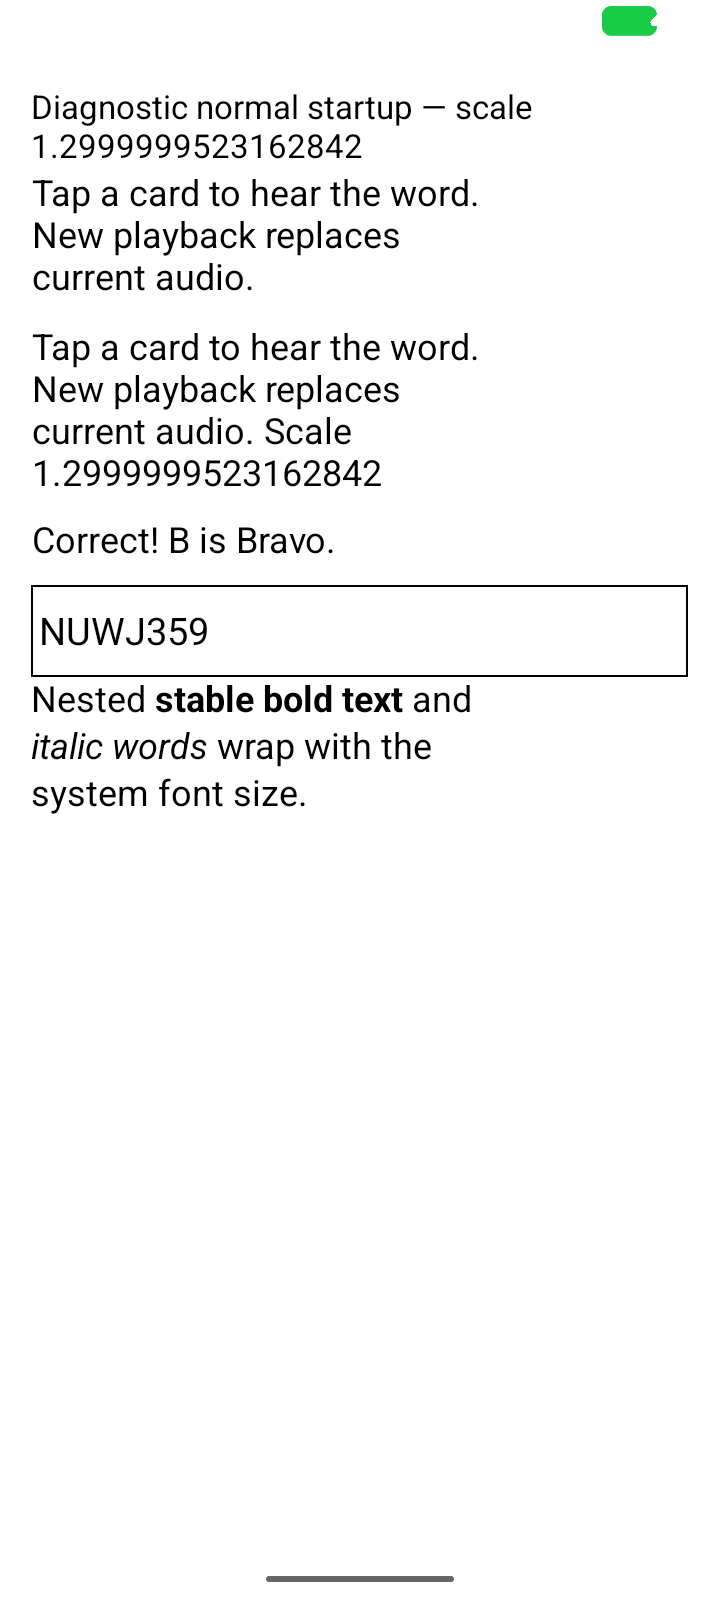 Diagnostic normal startup — scale
1.2999999523162842
Tap a card to hear the word.
New playback replaces
current audio.
Tap a card to hear the word.
New playback replaces
current audio. Scale
1.2999999523162842
Correct! B is Bravo.
NUWJ359
Nested stable bold text and
italic words wrap with the
system font size.